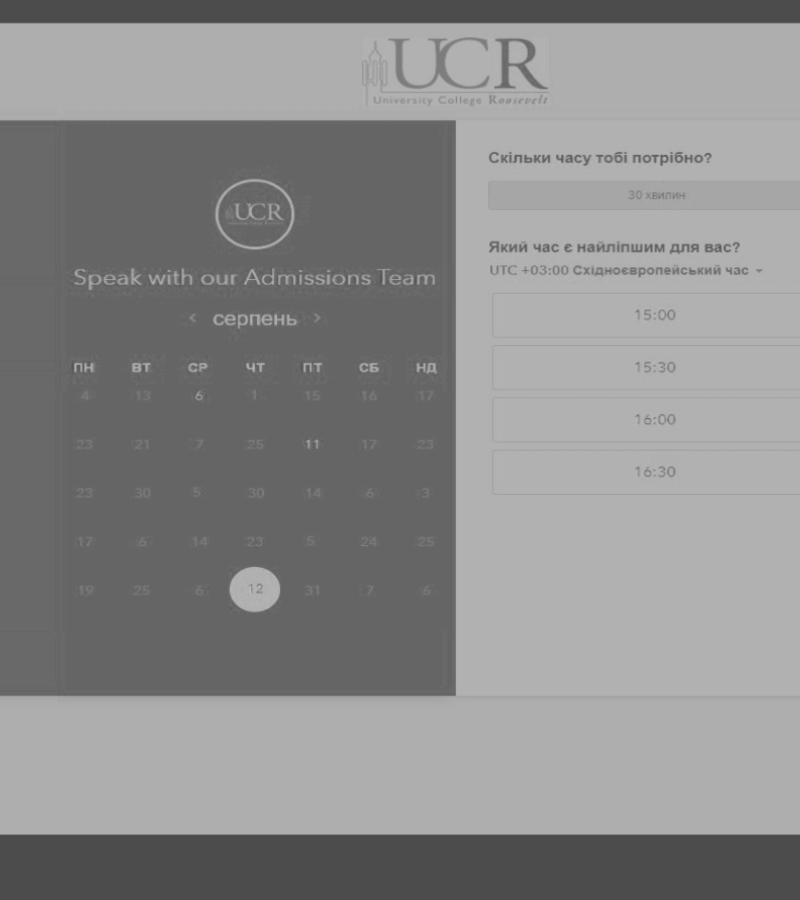 UCR
University College Roosevelt
UCR
Speak with our Admissions Team
< серпень >
ПН ВТ СР ЧТ ПТ СБ НД
4 13 6 1 15 16 17
23 21 7 25 11 17 23
23 30 5 30 14 6 3
17 6 14 23 5 24 25
19 25 6 12 31 7 6
Скільки часу тобі потрібно?
30 хвилин
Який час є найліпшим для вас?
UTC +03:00 Східноєвропейський час
15:00
15:30
16:00
16:30